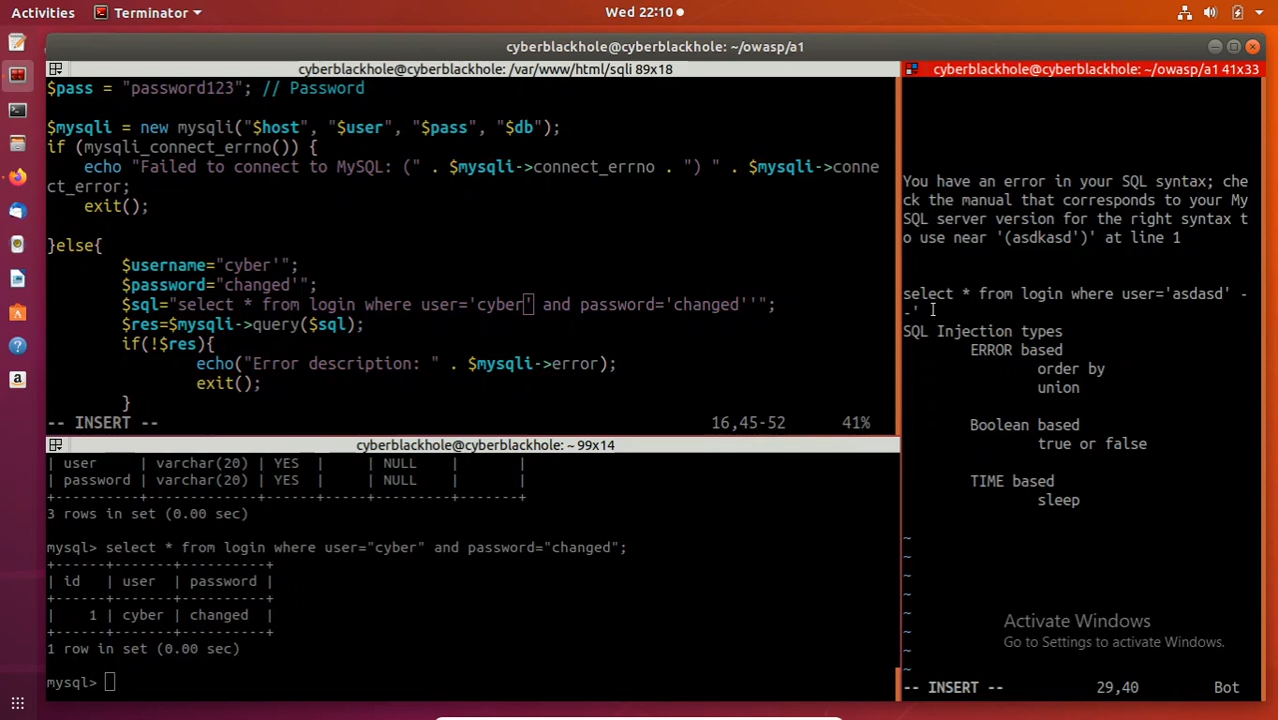 Activities
Terminator
Wed 22:10
cyberblackhole@cyberblackhole: ~/owasp/a1
cyberblackhole@cyberblackhole: /var/www/html/sqli 89x18
$pass = "password123"; // Password
$mysqli = new mysqli("$host", "$user", "$pass", "$db");
if (mysqli_connect_errno()) {
echo "Failed to connect to MySQL: (" . $mysqli->connect_errno . ") " . $mysqli->conne
ct_error;
exit();
}else{
$username="cyber'";
$password="changed'";
$sql="select * from login where user='cyber' and password='changed''";
$res=$mysqli->query($sql);
if(!$res){
echo("Error description: " . $mysqli->error);
exit();
}
-- INSERT -- 16,45-52 41%
cyberblackhole@cyberblackhole: ~ 99x14
| user | varchar(20) | YES | | NULL | |
| password | varchar(20) | YES | | NULL | |
+----------+-------------+------+-----+---------+-------+
3 rows in set (0.00 sec)
mysql> select * from login where user="cyber" and password="changed";
+------+-------+----------+
| id | user | password |
+------+-------+----------+
| 1 | cyber | changed |
+------+-------+----------+
1 row in set (0.00 sec)
mysql>
cyberblackhole@cyberblackhole: ~/owasp/a1 41x33
You have an error in your SQL syntax; che
ck the manual that corresponds to your My
SQL server version for the right syntax t
o use near '(asdkasd')' at line 1
select * from login where user='asdasd' -
-'
SQL Injection types
ERROR based
order by
union
Boolean based
true or false
TIME based
sleep
~
~
~
~
~
~
~
~
Activate Windows
Go to Settings to activate Windows.
-- INSERT -- 29,40 Bot